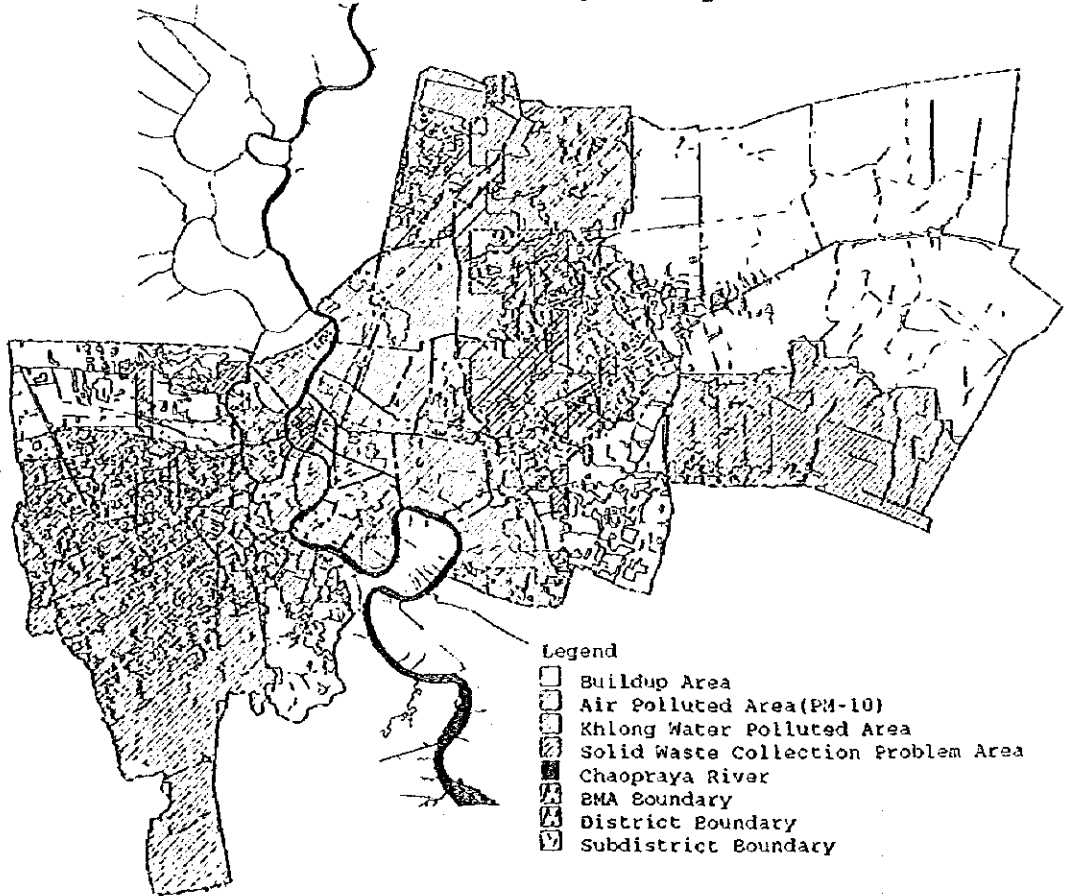 Legend
Buildup Area
Air Polluted Area(PM-10)
Khlong Water Polluted Area
Solid Waste Collection Problem Area
Chaopraya River
BMA Boundary
District Boundary
Subdistrict Boundary